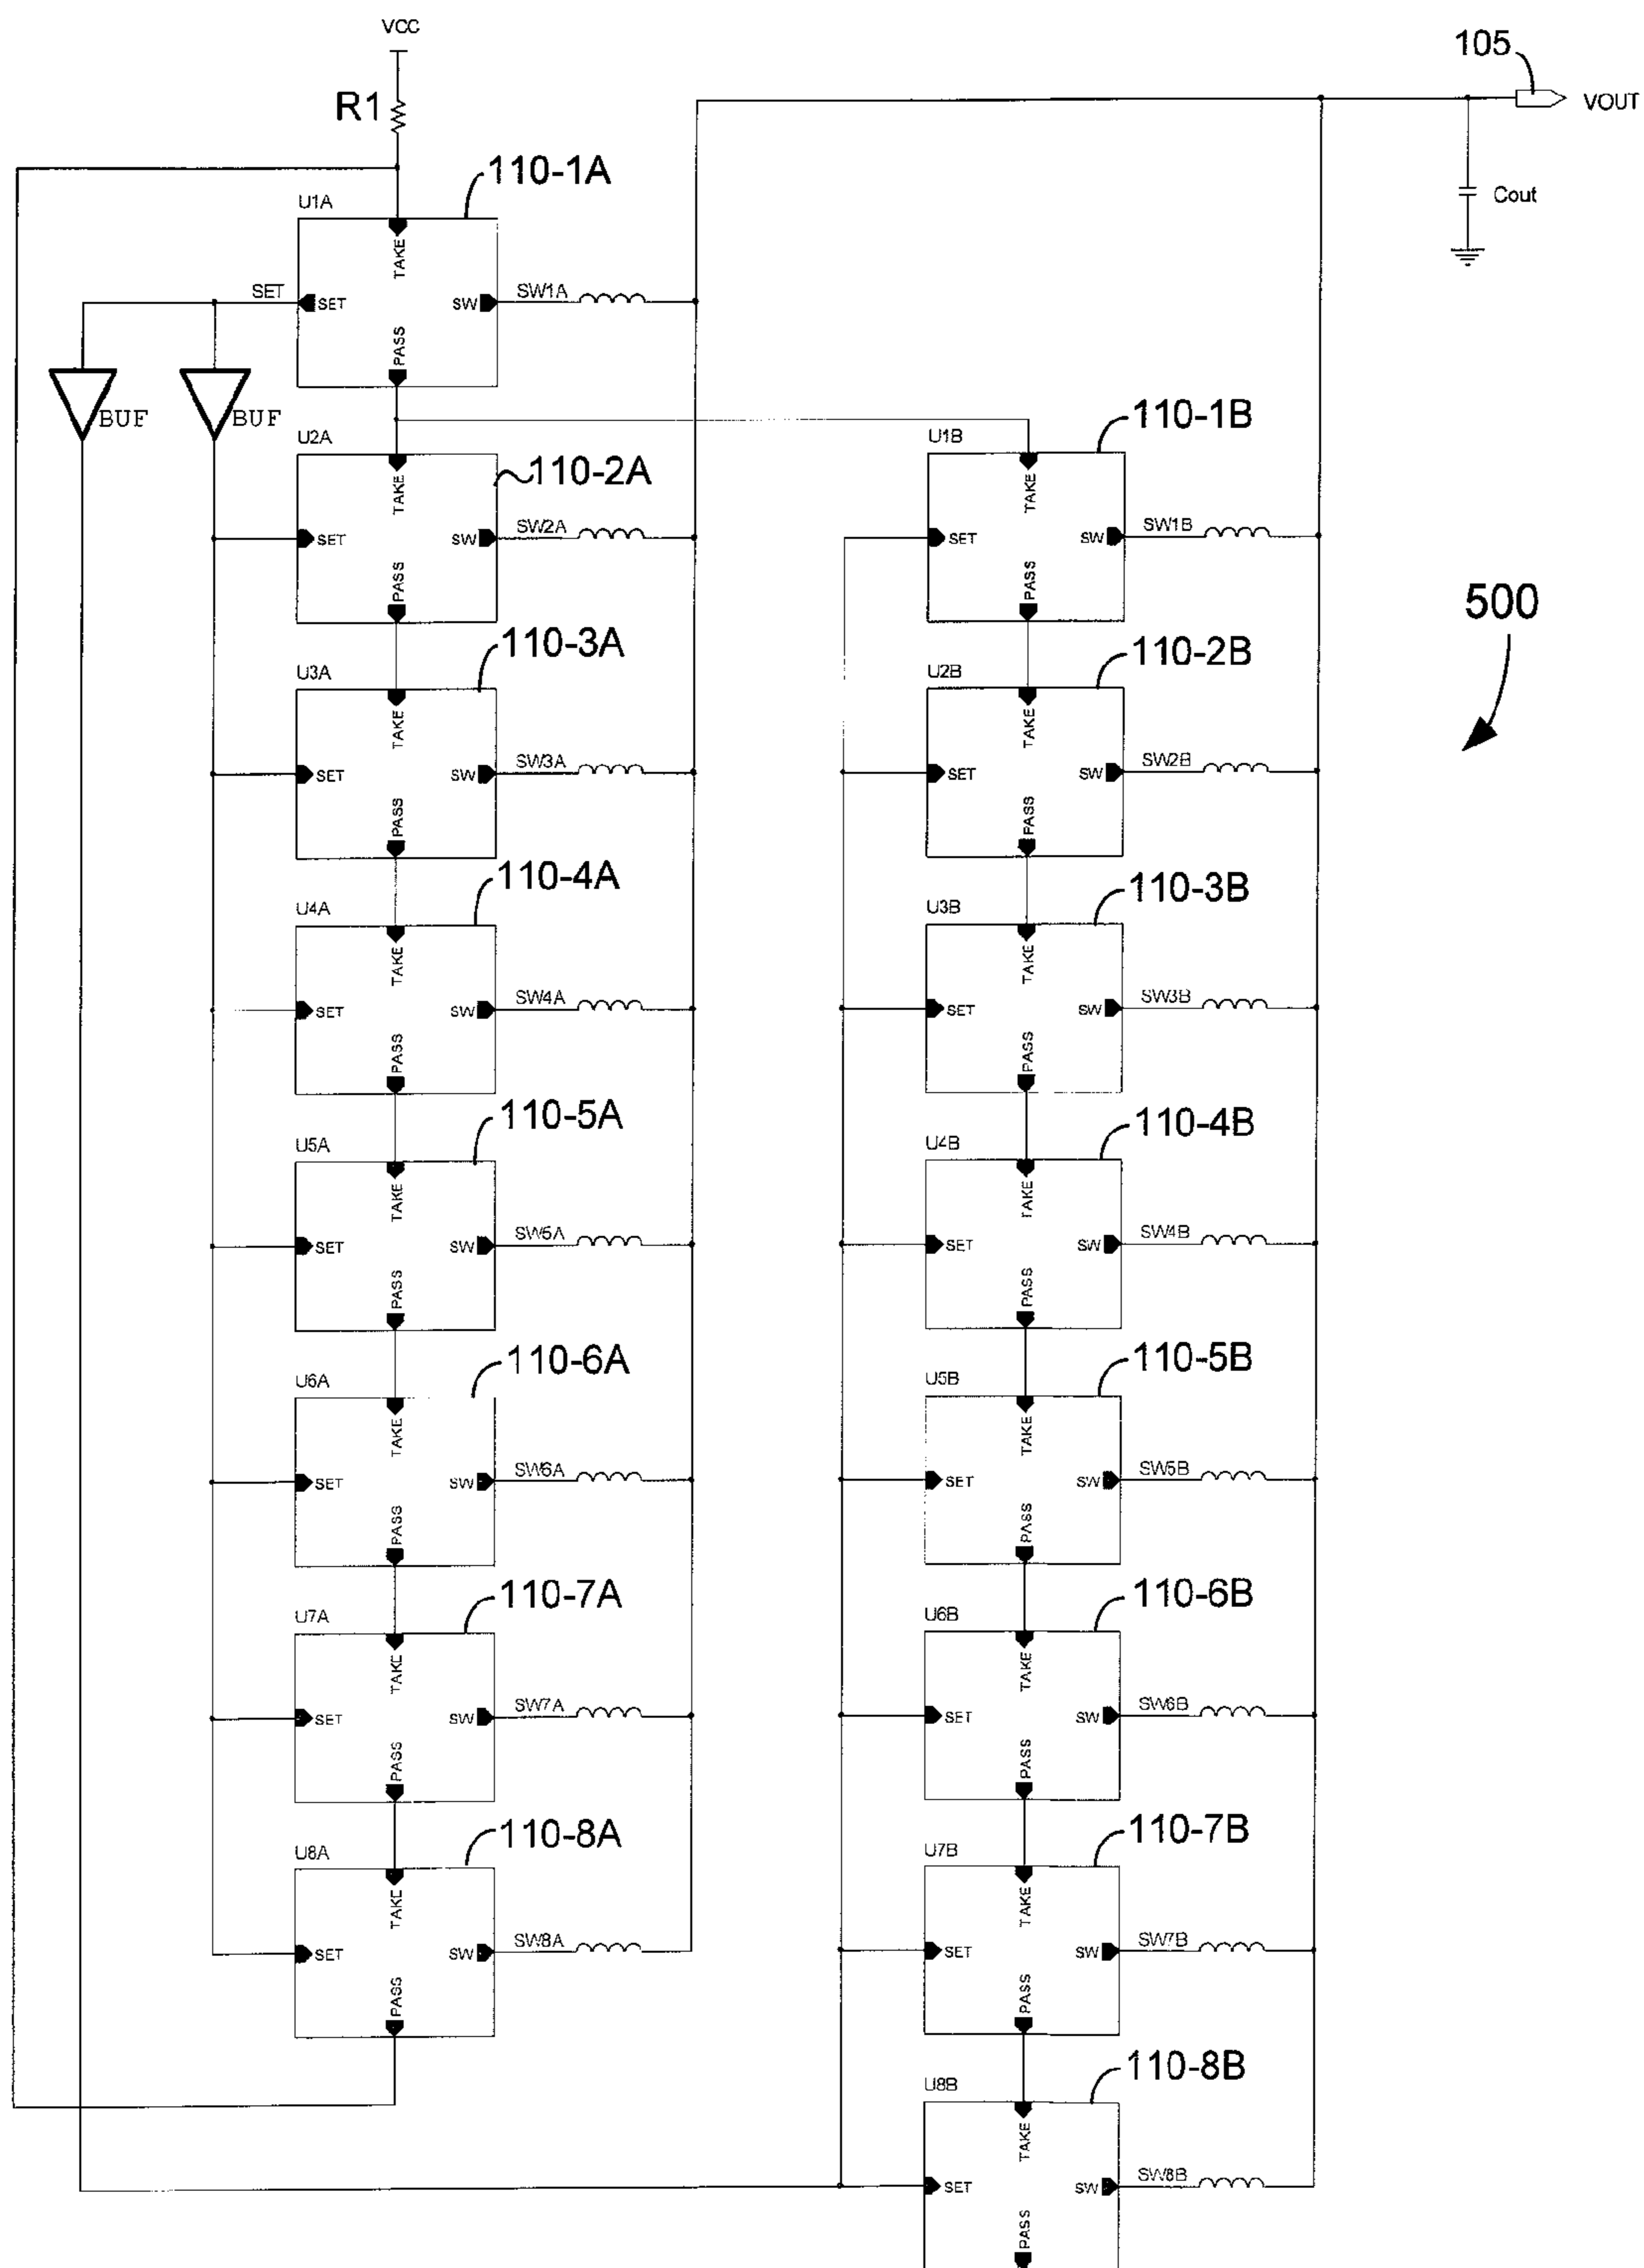 VCC
105
VOUT
R1
Cout
110-1A
U1A
TAKE
SET
SET
SW
SW1A
PASS
BUF
BUF
110-1B
U1B
TAKE
SET
SW
SW1B
PASS
U2A
110-2A
TAKE
SET
SW
SW2A
PASS
500
110-2B
U2B
TAKE
SET
SW
SW2B
PASS
110-3A
U3A
TAKE
SET
SW
SW3A
PASS
110-3B
U3B
TAKE
SET
SW
SW3B
PASS
110-4A
U4A
TAKE
SET
SW
SW4A
PASS
110-4B
U4B
TAKE
SET
SW
SW4B
PASS
110-5A
U5A
TAKE
SET
SW
SW5A
PASS
110-5B
U5B
TAKE
SET
SW
SW5B
PASS
110-6A
U6A
TAKE
SET
SW
SW6A
PASS
110-6B
U6B
TAKE
SET
SW
SW6B
PASS
110-7A
U7A
TAKE
SET
SW
SW7A
PASS
110-7B
U7B
TAKE
SET
SW
SW7B
PASS
110-8A
U8A
TAKE
SET
SW
SW8A
PASS
110-8B
U8B
TAKE
SET
SW
SW8B
PASS